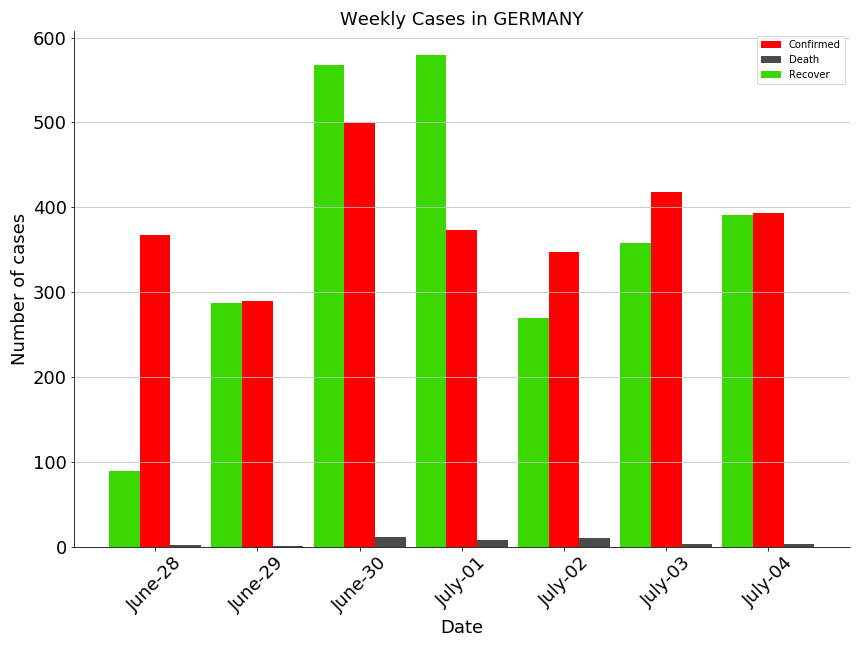 Weekly Cases in GERMANY
Confirmed
Death
Recover
Number of cases
600
500
400
300
200
100
0
June-28
June-29
June-30
July-01
July-02
July-03
July-04
Date